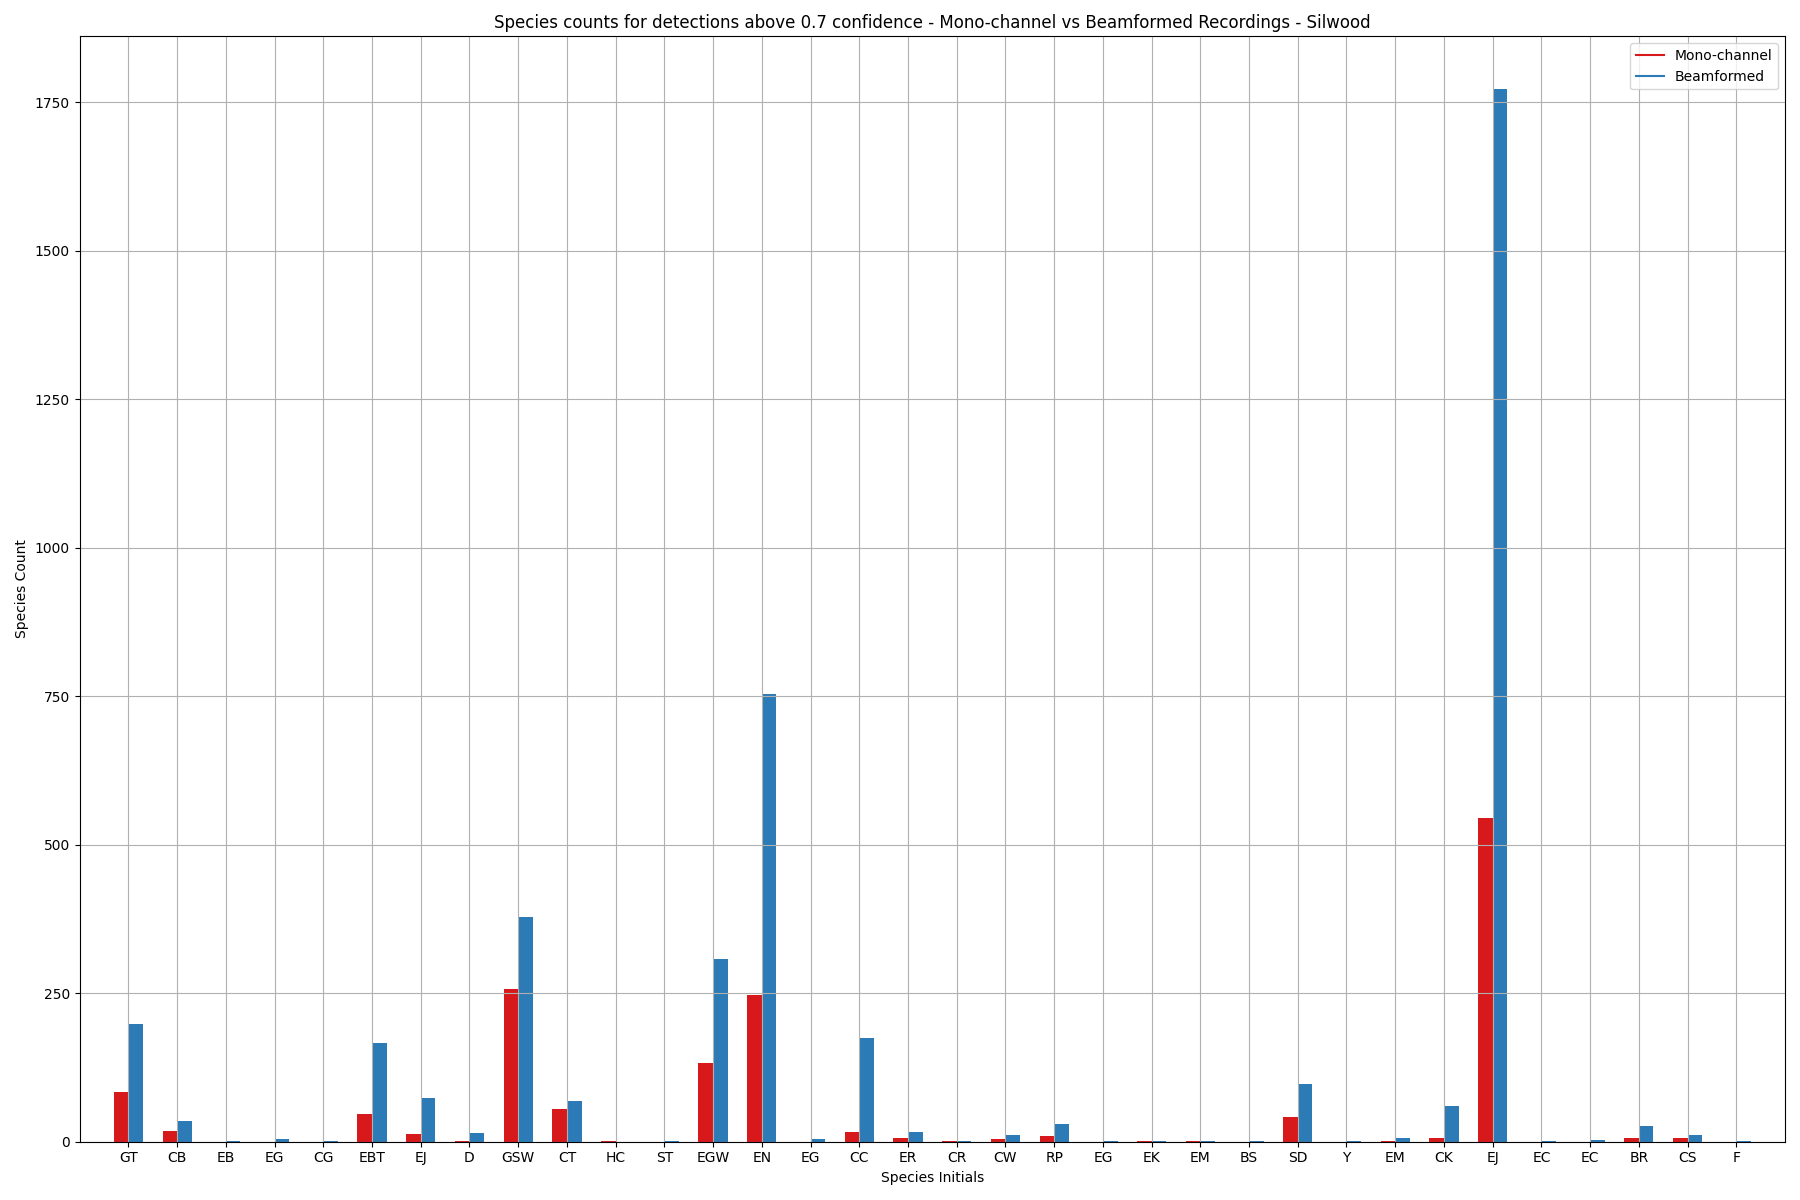 Species counts for detections above 0.7 confidence - Mono-channel vs Beamformed Recordings - Silwood
Mono-channel
Beamformed
1750
1500
1250
1000
750
500
250
0
Species Count
GT CB EB EG CG EBT EJ D GSW CT HC ST EGW EN EG CC ER CR CW RP EG EK EM BS SD Y EM CK EJ EC EC BR CS F
Species Initials